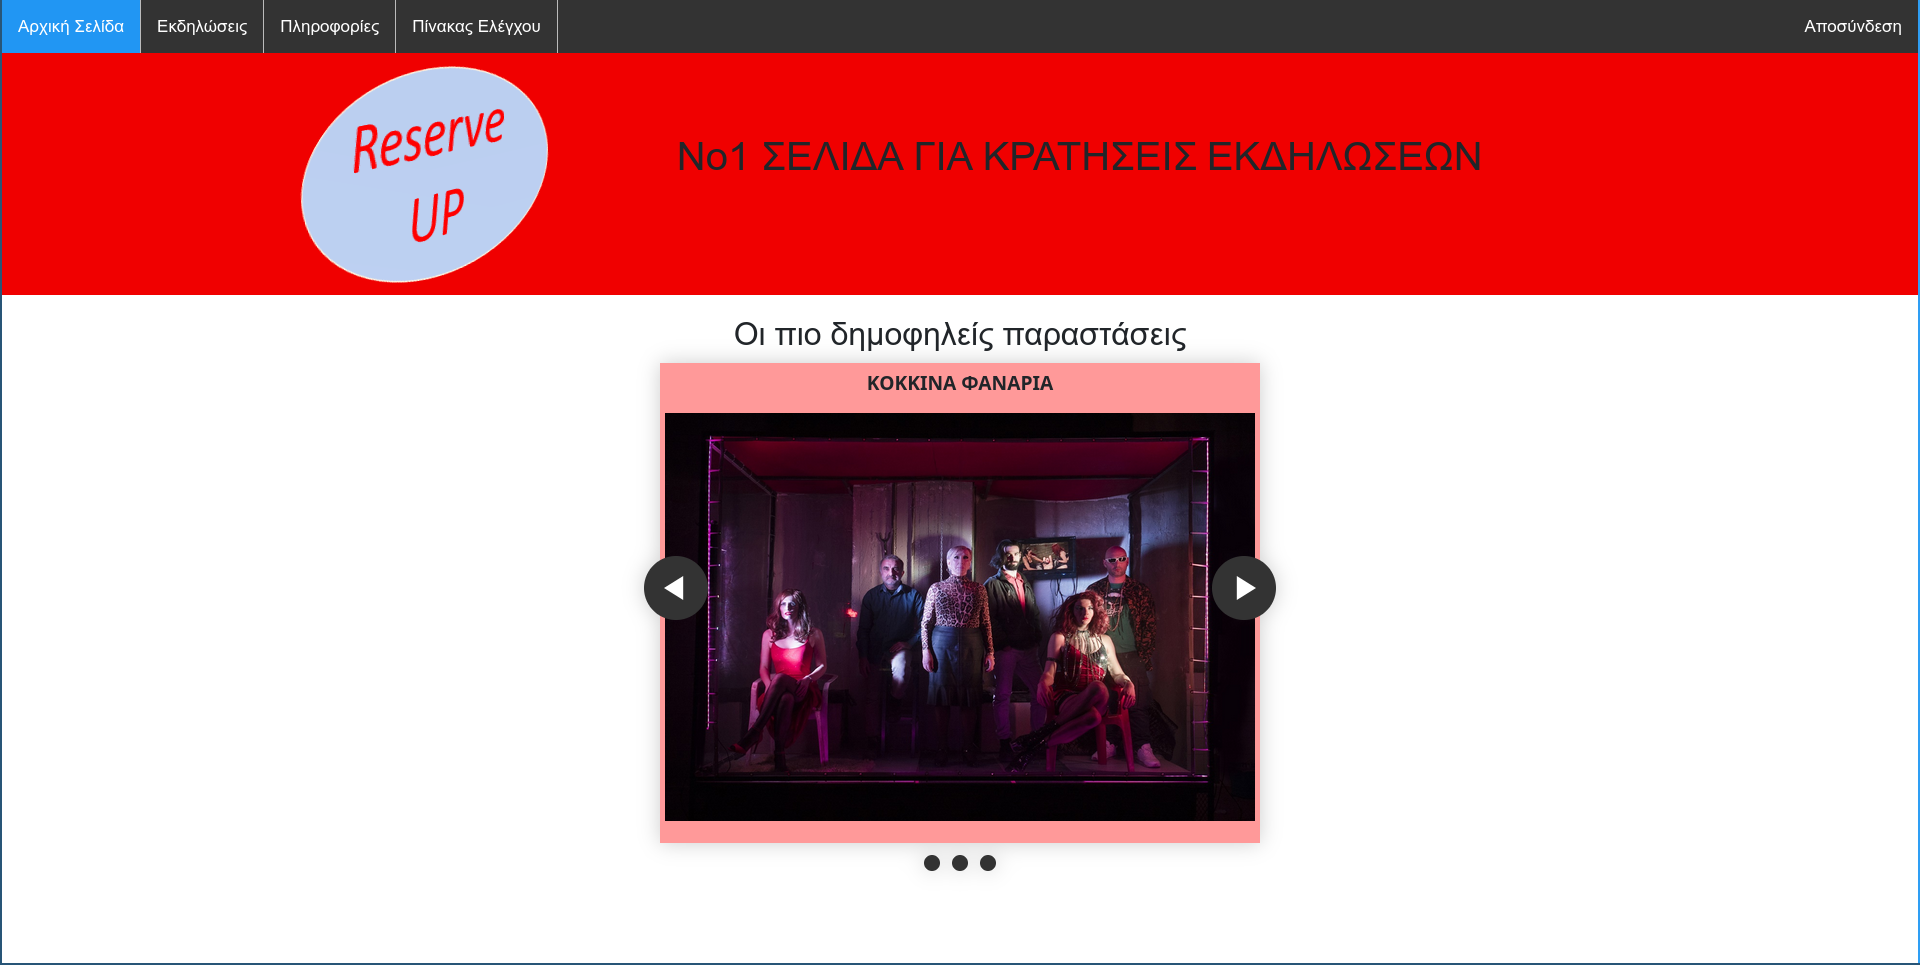 Αρχική Σελίδα
Εκδηλώσεις
Πληροφορίες
Πίνακας Ελέγχου
Αποσύνδεση
Reserve
UP
Νο1 ΣΕΛΙΔΑ ΓΙΑ ΚΡΑΤΗΣΕΙΣ ΕΚΔΗΛΩΣΕΩΝ
Οι πιο δημοφηλείς παραστάσεις
ΚΟΚΚΙΝΑ ΦΑΝΑΡΙΑ